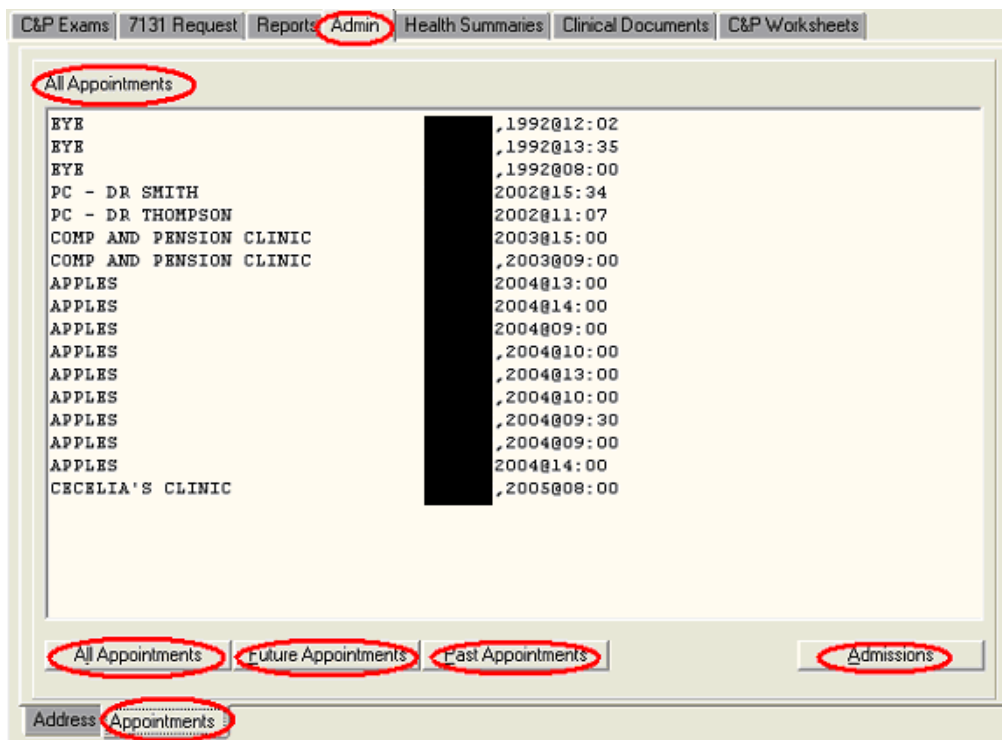 C&P Exams 7131 Request Reports Admin Health Summaries Clinical Documents C&P Worksheets
All Appointments
EYE ,1992@12:02
EYE ,1992@13:35
EYE ,1992@08:00
PC - DR SMITH 2002@15:34
PC - DR THOMPSON 2002@11:07
COMP AND PENSION CLINIC 2003@15:00
COMP AND PENSION CLINIC ,2003@09:00
APPLES 2004@13:00
APPLES 2004@14:00
APPLES 2004@09:00
APPLES ,2004@10:00
APPLES ,2004@13:00
APPLES ,2004@10:00
APPLES ,2004@09:30
APPLES ,2004@09:00
APPLES 2004@14:00
CECELIA'S CLINIC ,2005@08:00
All Appointments Future Appointments Past Appointments Admissions
Address Appointments